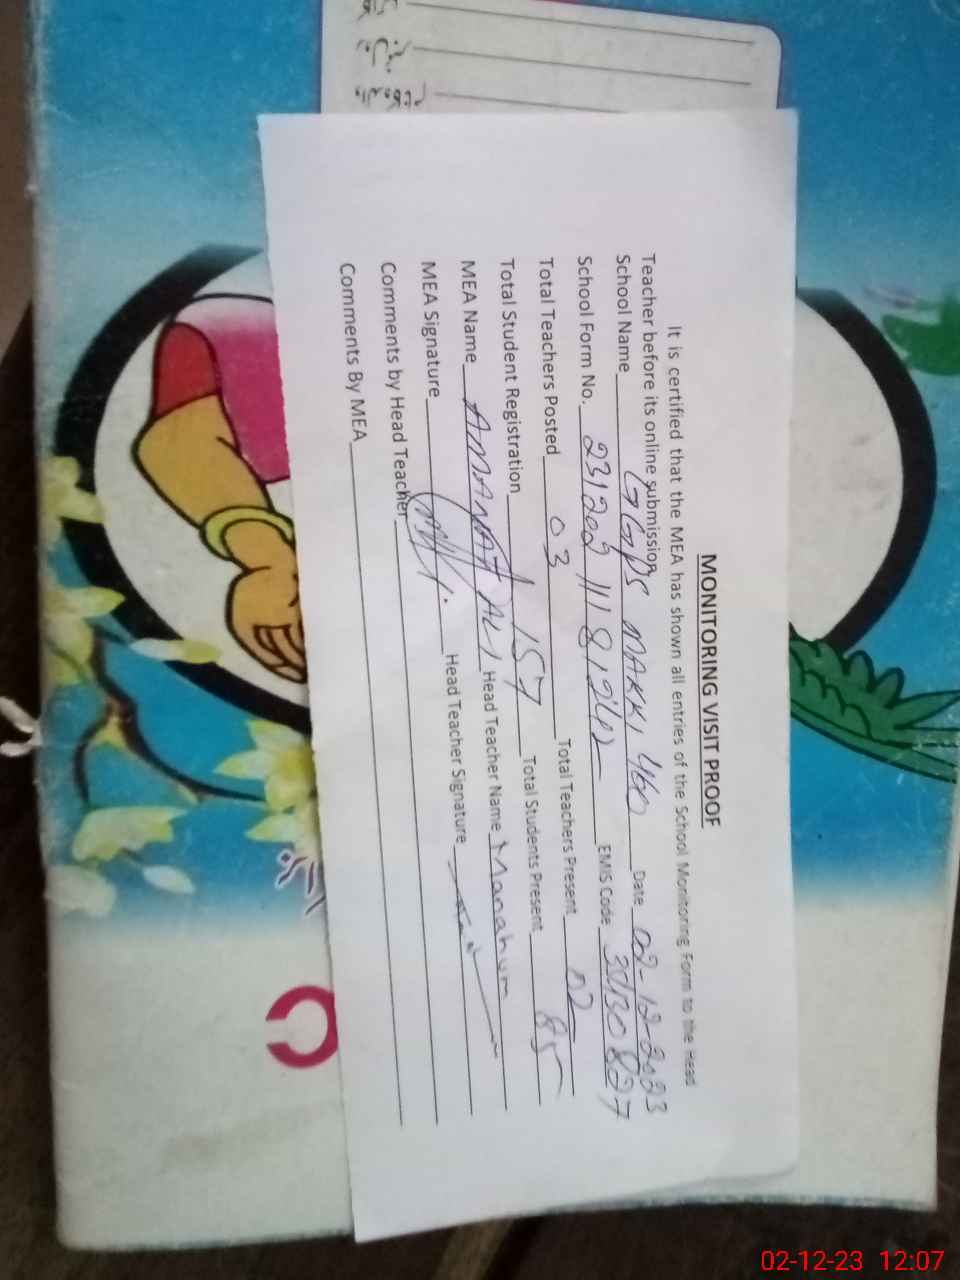 MONITORING VISIT PROOF
It is certified that the MEA has shown all entries of the School Monitoring Form to the Head
Teacher before its online submission.
School Name GGPS MAKKI 460 Date 02-12-2023
School Form No. EMIS Code 30130827
Total Teachers Posted 03 Total Teachers Present 02
Total Student Registration 157 Total Students Present 85
MEA Name AMANAT ALI Head Teacher Name Manahum
MEA Signature Head Teacher Signature
Comments by Head Teacher
Comments By MEA
02-12-23 12:07